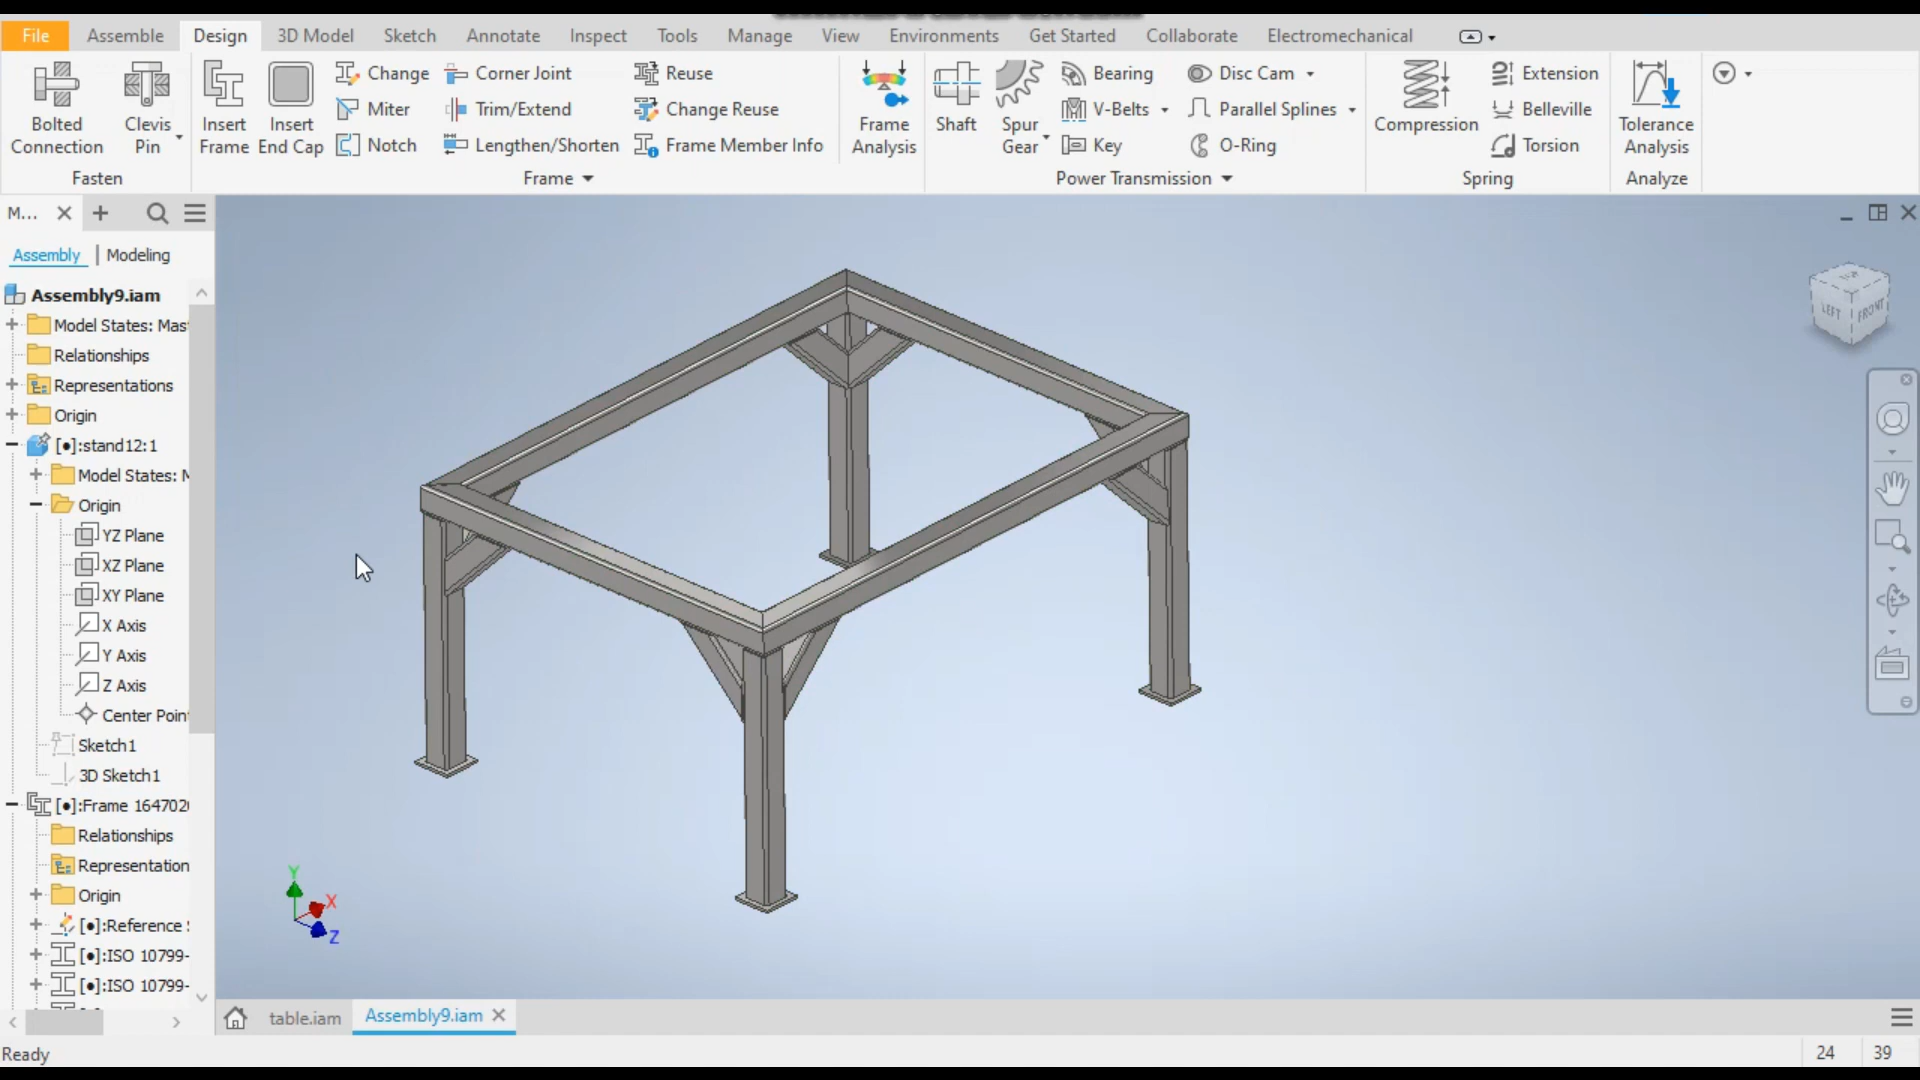 File Assemble Design 3D Model Sketch Annotate Inspect Tools Manage View Environments Get Started Collaborate Electromechanical
Bolted Connection
Clevis Pin
Fasten
Insert Frame
Insert End Cap
Change
Miter
Notch
Corner Joint
Trim/Extend
Lengthen/Shorten
Reuse
Change Reuse
Frame Member Info
Frame
Frame Analysis
Shaft
Spur Gear
Bearing
V-Belts
Key
Disc Cam
Parallel Splines
O-Ring
Power Transmission
Compression
Extension
Belleville
Torsion
Spring
Tolerance Analysis
Analyze
M...
Assembly | Modeling
Assembly9.iam
Model States: Mas
Relationships
Representations
Origin
[•]:stand12:1
Model States: M
Origin
YZ Plane
XZ Plane
XY Plane
X Axis
Y Axis
Z Axis
Center Poin
Sketch1
3D Sketch1
[•]:Frame 164702
Relationships
Representation
Origin
[•]:Reference
[•]:ISO 10799-
[•]:ISO 10799-
LEFT FRONT
Y
X
Z
table.iam Assembly9.iam
Ready
24 39